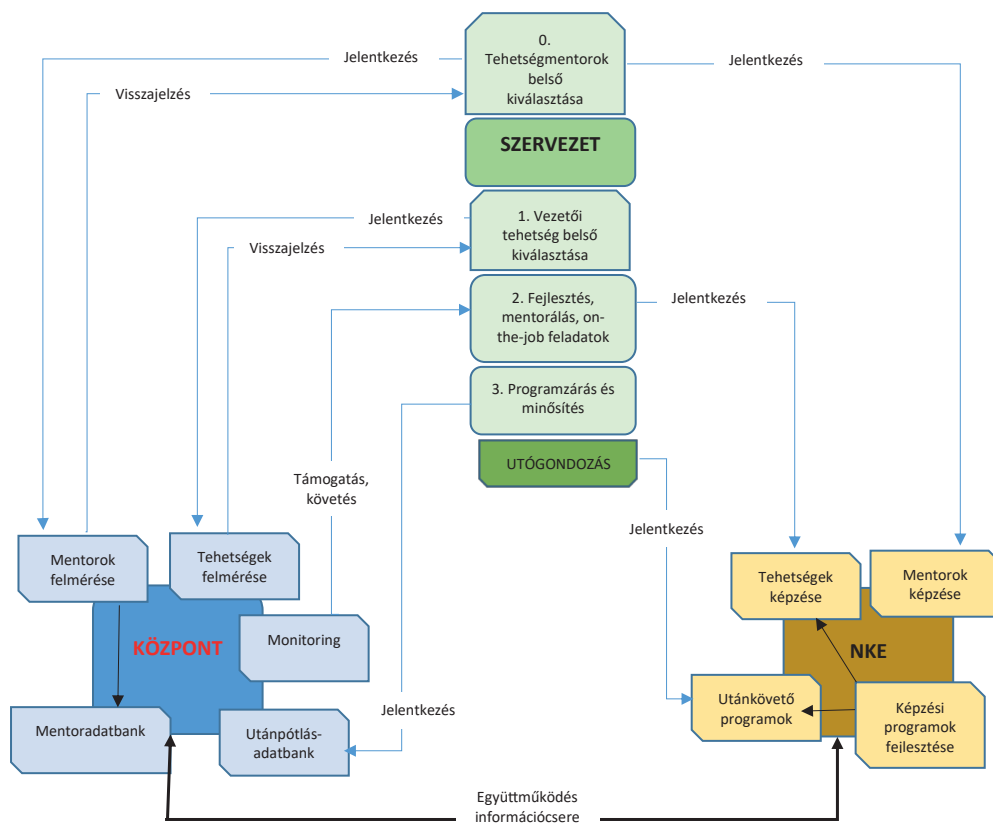 0.
Tehetségmentorok
belső
kiválasztása
Jelentkezés
Jelentkezés
Visszajelzés
SZERVEZET
1. Vezetői
tehetség belső
kiválasztása
Jelentkezés
Visszajelzés
2. Fejlesztés,
mentorálás, on-
the-job feladatok
Jelentkezés
3. Programzárás és
minősítés
UTÓGONDOZÁS
Támogatás,
követés
Jelentkezés
Mentorok
felmérése
Tehetségek
felmérése
Tehetségek
képzése
Mentorok
képzése
KÖZPONT
Monitoring
NKE
Mentoradatbank
Utánpótlás-
adatbank
Jelentkezés
Utánkövető
programok
Képzési
programok
fejlesztése
Együttműködés
információcsere